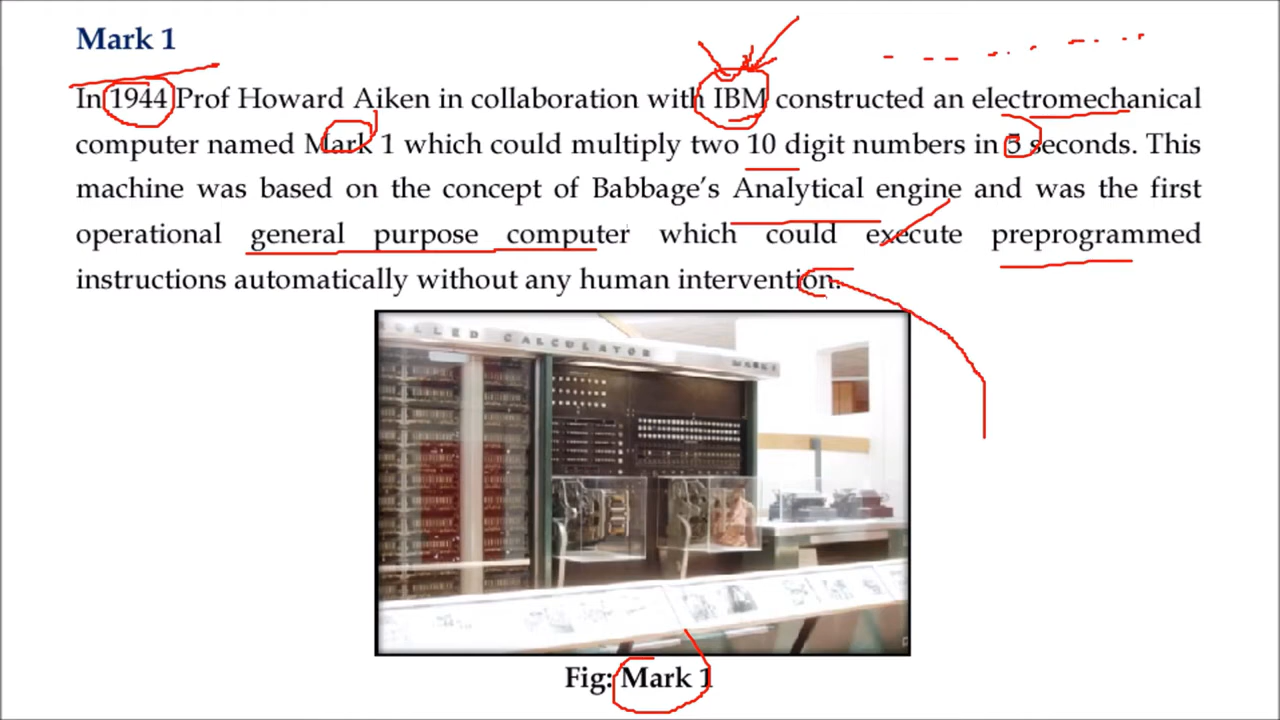 Mark 1
In 1944 Prof Howard Aiken in collaboration with IBM constructed an electromechanical
computer named Mark 1 which could multiply two 10 digit numbers in 5 seconds. This
machine was based on the concept of Babbage’s Analytical engine and was the first
operational general purpose computer which could execute preprogrammed
instructions automatically without any human intervention.
CALCULATOR
MARK I
Fig: Mark 1